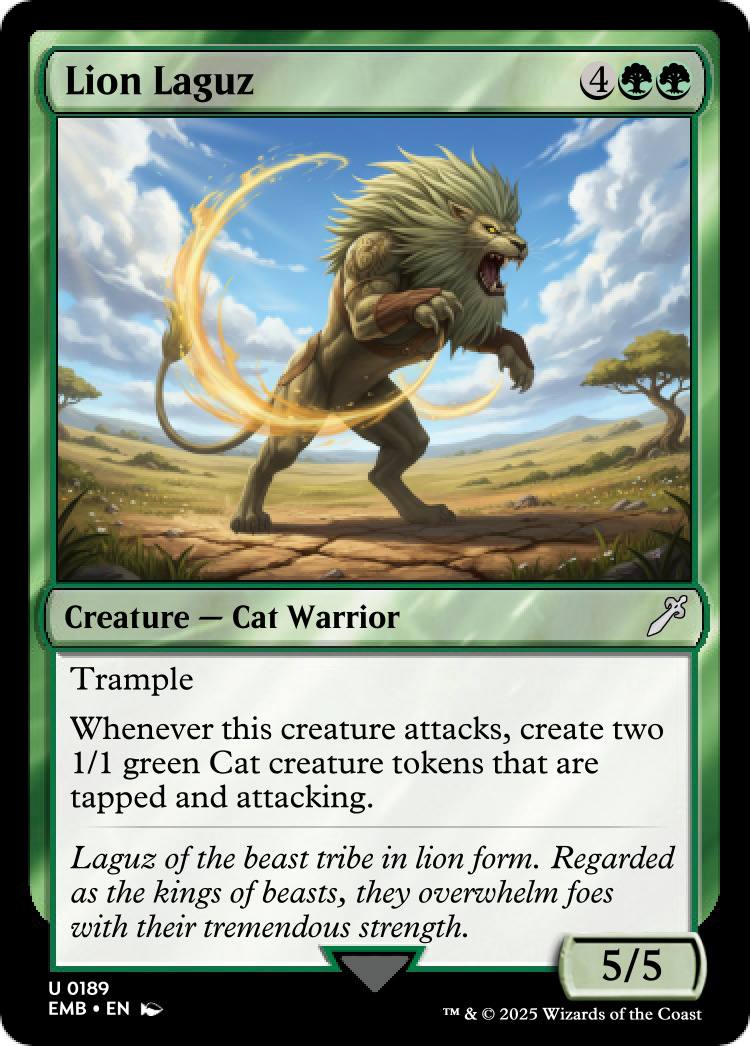 Lion Laguz 4
Creature — Cat Warrior
Trample
Whenever this creature attacks, create two
1/1 green Cat creature tokens that are
tapped and attacking.
Laguz of the beast tribe in lion form. Regarded
as the kings of beasts, they overwhelm foes
with their tremendous strength.
5/5
U 0189
EMB • EN
™ & © 2025 Wizards of the Coast